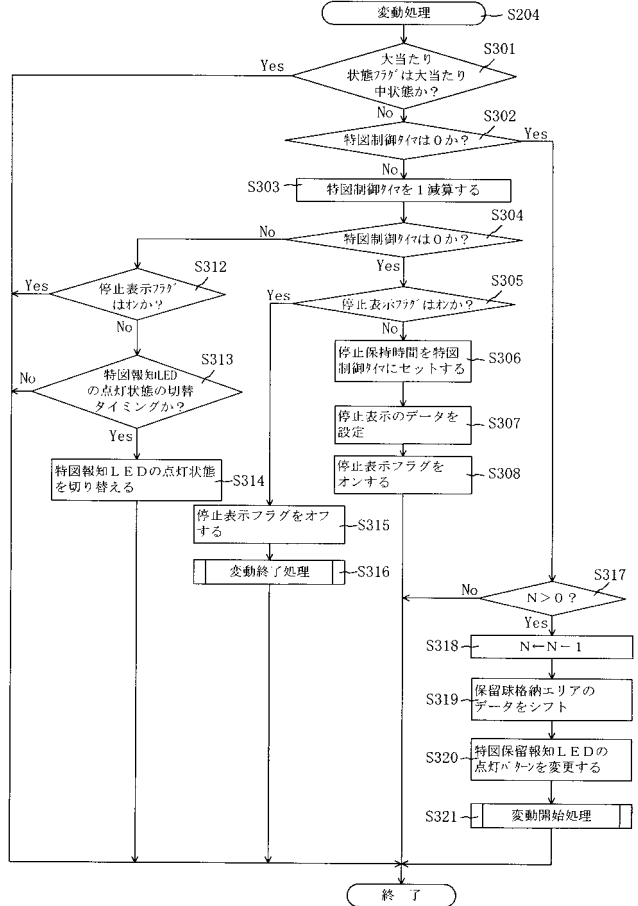 変動処理
S204
大当たり
状態フラグは大当たり
中状態か?
S301
Yes
No
特図制御タイマは0か?
S302
Yes
No
S303
特図制御タイマを1減算する
特図制御タイマは0か?
S304
No
Yes
停止表示フラグ
はオンか?
S312
Yes
No
停止表示フラグはオンか?
S305
Yes
No
停止保持時間を特図
制御タイマにセットする
S306
特図報知LED
の点灯状態の切替
タイミングか?
S313
No
Yes
停止表示のデータを
設定
S307
特図報知LEDの点灯状態
を切り替える
S314
停止表示フラグを
オンする
S308
停止表示フラグをオフ
する
S315
変動終了処理
S316
N>0?
S317
No
Yes
S318
N←N-1
S319
保留球格納エリアの
データをシフト
S320
特図保留報知LEDの
点灯パターンを変更する
S321
変動開始処理
終 了